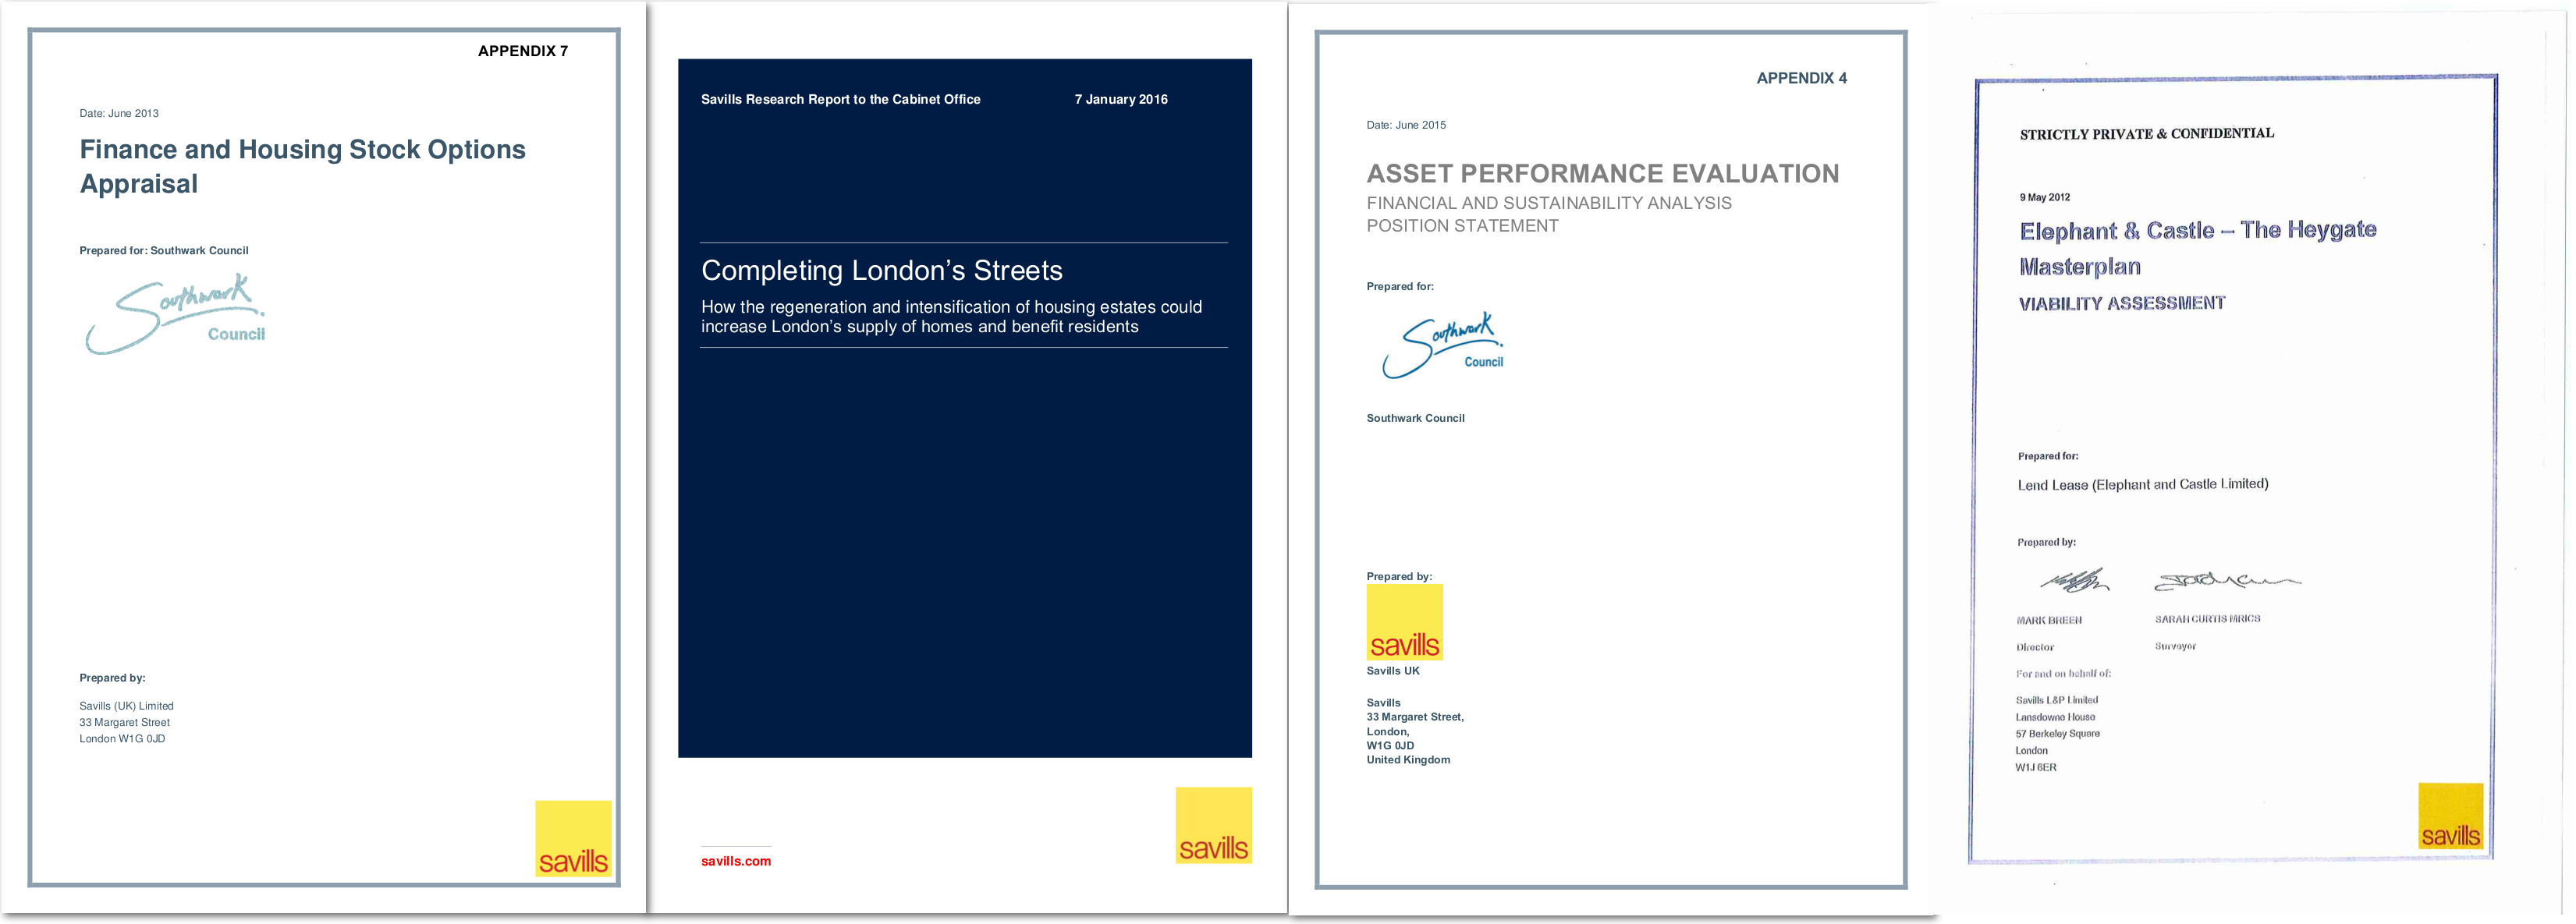 APPENDIX 7
Date: June 2013
Finance and Housing Stock Options
Appraisal
Prepared for: Southwark Council
Southwark
Council
Prepared by:
Savills (UK) Limited
33 Margaret Street
London W1G 0JD
savills
Savills Research Report to the Cabinet Office 7 January 2016
Completing London's Streets
How the regeneration and intensification of housing estates could
increase London's supply of homes and benefit residents
savills.com
savills
APPENDIX 4
Date: June 2015
ASSET PERFORMANCE EVALUATION
FINANCIAL AND SUSTAINABILITY ANALYSIS
POSITION STATEMENT
Prepared for:
Southwark
Council
Southwark Council
Prepared by:
savills
Savills UK
Savills
33 Margaret Street,
London,
W1G 0JD
United Kingdom
STRICTLY PRIVATE & CONFIDENTIAL
9 May 2012
Elephant & Castle – The Heygate
Masterplan
VIABILITY ASSESSMENT
Prepared for:
Lend Lease (Elephant and Castle Limited)
Prepared by:
MARK BREEN SARAH CURTIS MRICS
Director Surveyor
For and on behalf of:
Savills L&P Limited
Lansdowne House
57 Berkeley Square
London
W1J 6ER
savills